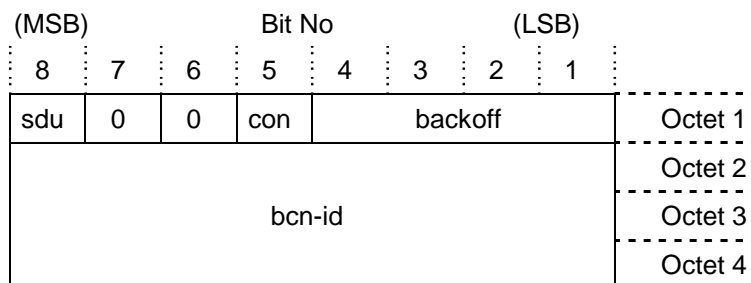 (MSB) Bit No (LSB)
8 7 6 5 4 3 2 1
sdu 0 0 con backoff Octet 1
Octet 2
bcn-id Octet 3
Octet 4